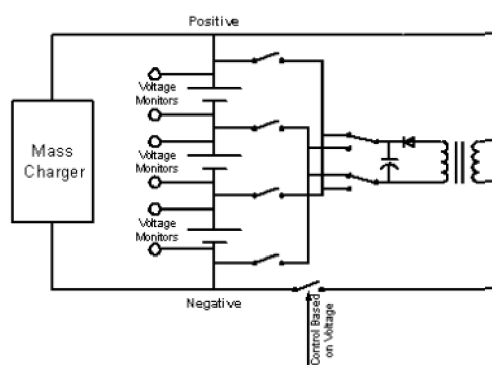 Positive
Voltage
Monitors
Mass
Charger
Voltage
Monitors
Voltage
Monitors
Negative
Control Based
on Voltage